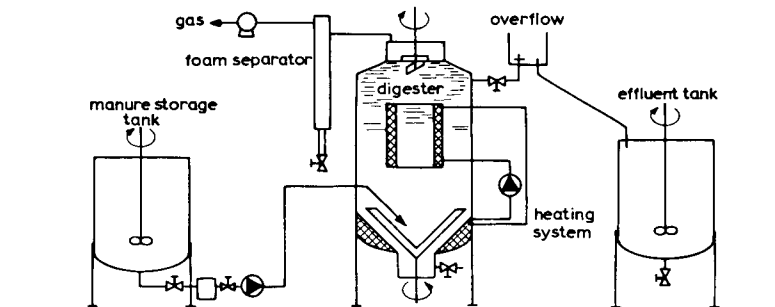 gas
overflow
foam separator
digester
effluent tank
manure storage
tank
heating
system